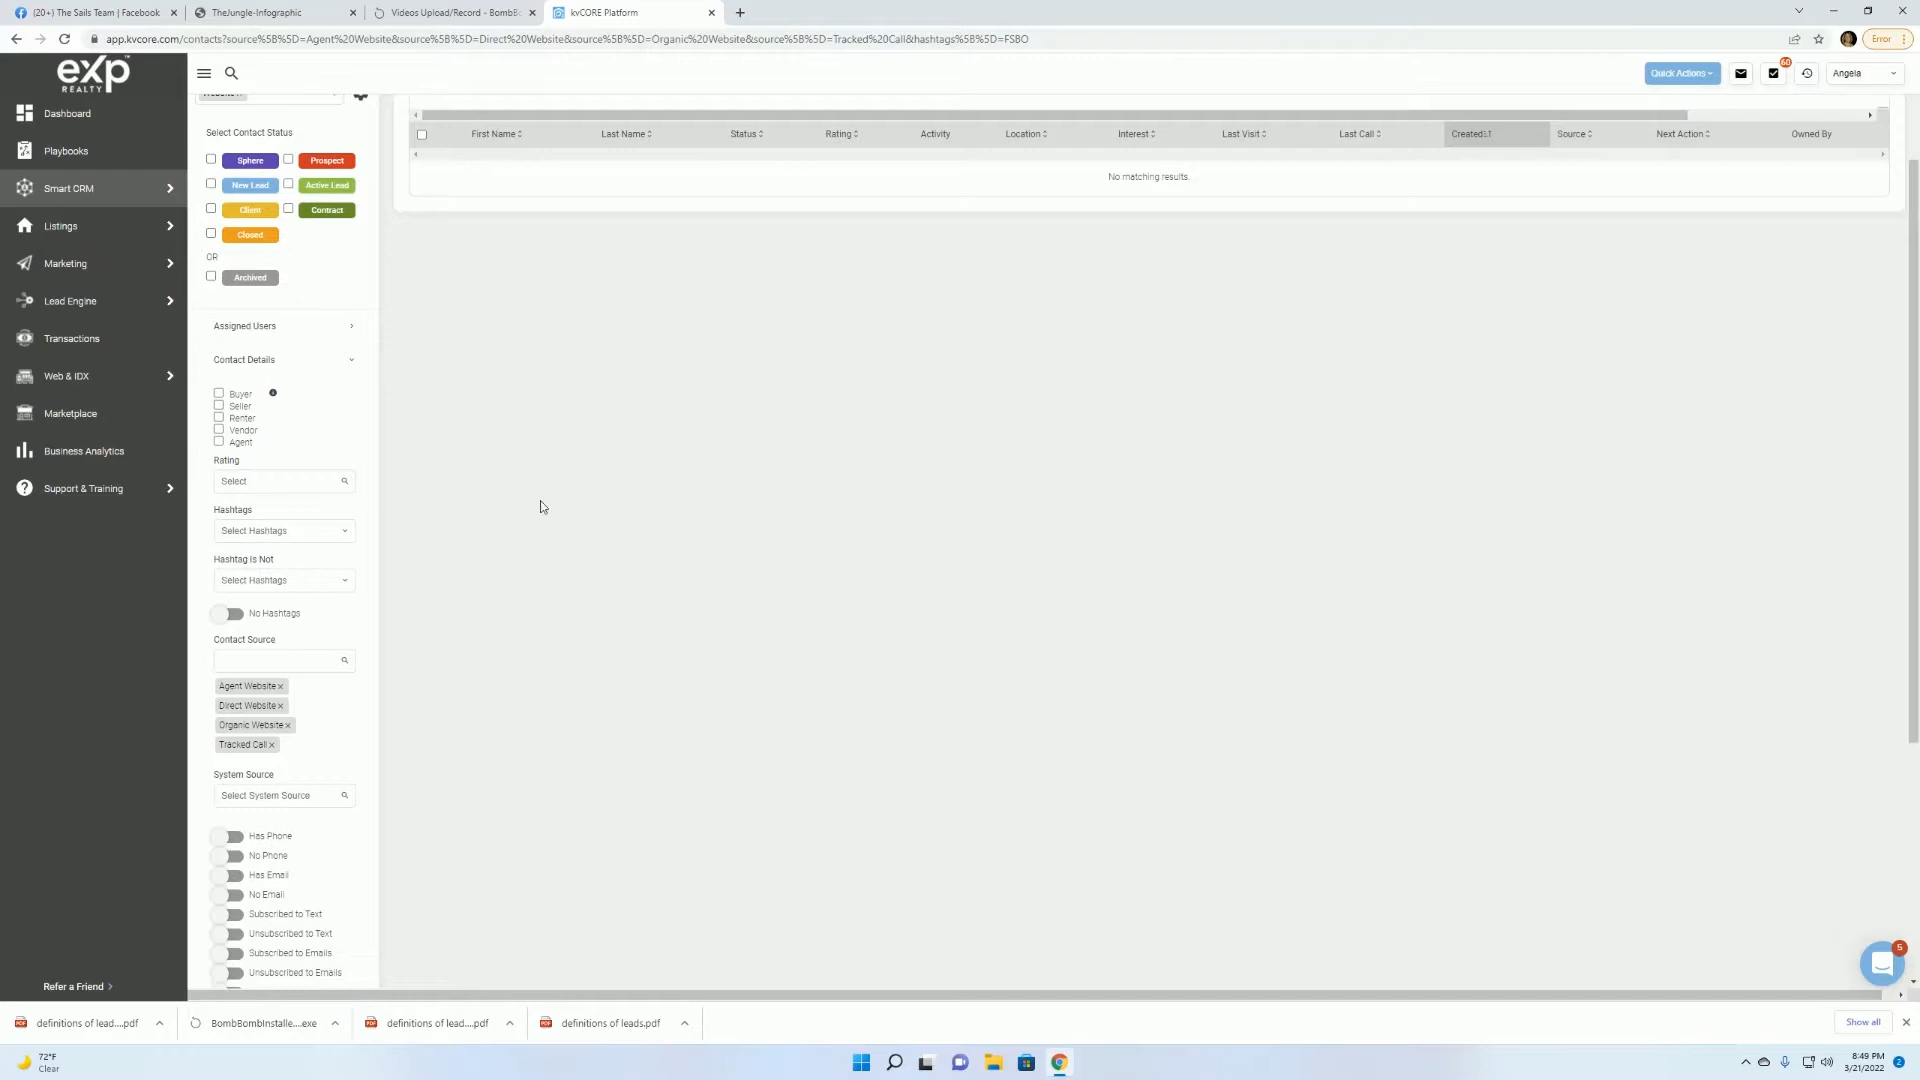 (20+) The Sails Team | Facebook
TheJungle-Infographic
Videos Upload/Record - BombBo
kvCORE Platform
app.kvcore.com/contacts?source%5B%5D=Agent%20Website&source%5B%5D=Direct%20Website&source%5B%5D=Organic%20Website&source%5B%5D=Tracked%20Call&hashtags%5B%5D=FSBO
Error
exp
REALTY
Quick Actions
60
Angela
Dashboard
Playbooks
Smart CRM
Listings
Marketing
Lead Engine
Transactions
Web & IDX
Marketplace
Business Analytics
Support & Training
Refer a Friend
Select Contact Status
Sphere
Prospect
New Lead
Active Lead
Client
Contract
Closed
OR
Archived
Assigned Users
Contact Details
Buyer
Seller
Renter
Vendor
Agent
Rating
Select
Hashtags
Select Hashtags
Hashtag Is Not
Select Hashtags
No Hashtags
Contact Source
Agent Website ×
Direct Website ×
Organic Website ×
Tracked Call ×
System Source
Select System Source
Has Phone
No Phone
Has Email
No Email
Subscribed to Text
Unsubscribed to Text
Subscribed to Emails
Unsubscribed to Emails
First Name
Last Name
Status
Rating
Activity
Location
Interest
Last Visit
Last Call
Created
Source
Next Action
Owned By
No matching results.
5
definitions of lead....pdf
BombBombInstalle....exe
definitions of lead....pdf
definitions of leads.pdf
Show all
72°F
Clear
8:49 PM
3/21/2022
2